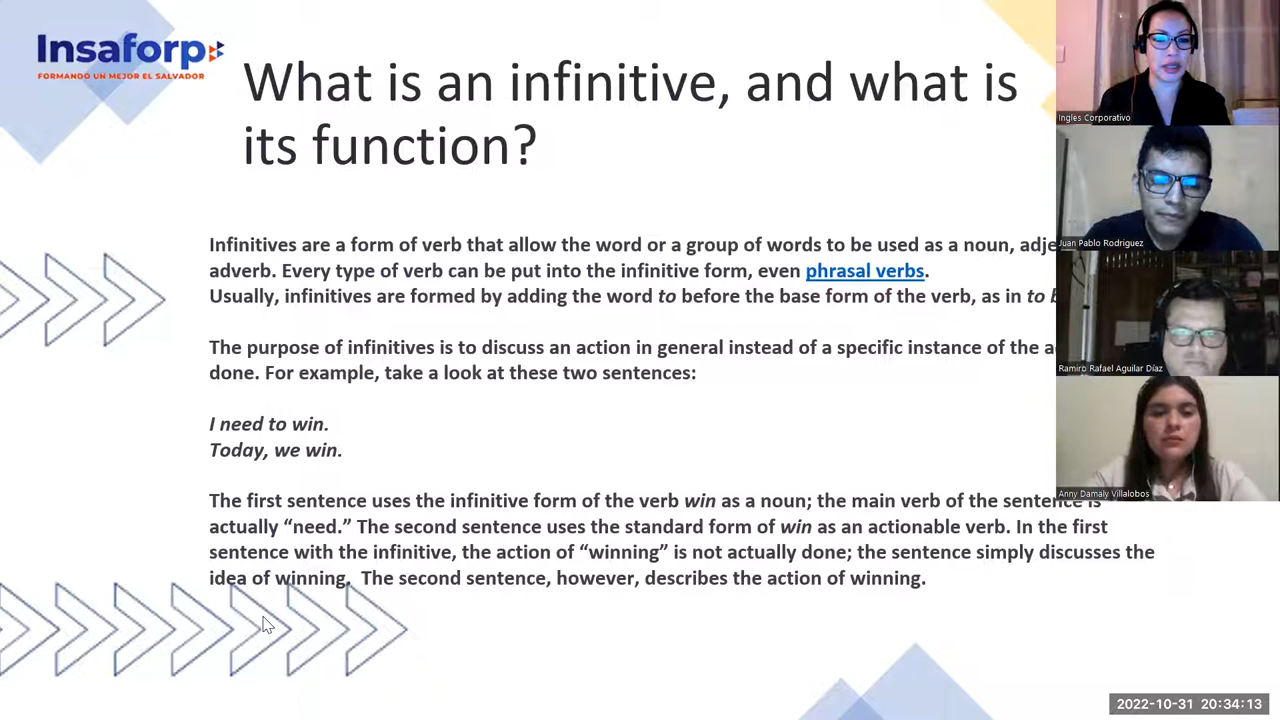 Insaforp
FORMANDO UN MEJOR EL SALVADOR
What is an infinitive, and what is
its function?
Infinitives are a form of verb that allow the word or a group of words to be used as a noun,
adverb. Every type of verb can be put into the infinitive form, even phrasal verbs.
Usually, infinitives are formed by adding the word to before the base form of the verb, as in to
The purpose of infinitives is to discuss an action in general instead of a specific instance of the
done. For example, take a look at these two sentences:
I need to win.
Today, we win.
The first sentence uses the infinitive form of the verb win as a noun; the main verb of the sentence is
actually “need.” The second sentence uses the standard form of win as an actionable verb. In the first
sentence with the infinitive, the action of “winning” is not actually done; the sentence simply discusses the
idea of winning. The second sentence, however, describes the action of winning.
Ingles Corporativo
Juan Pablo Rodriguez
Ramiro Rafael Aguilar Díaz
Anny Damaly Villalobos
2022-10-31 20:34:13